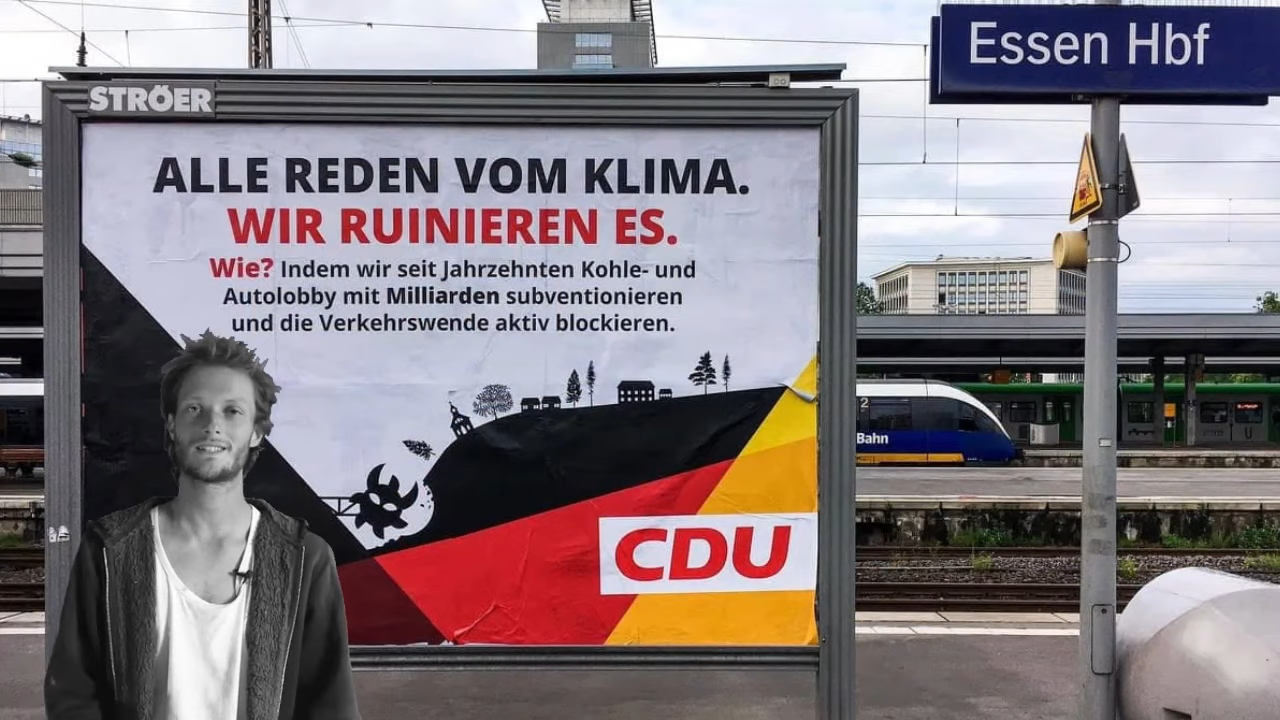 STRÖER
Essen Hbf
ALLE REDEN VOM KLIMA.
WIR RUINIEREN ES.
Wie? Indem wir seit Jahrzehnten Kohle- und
Autolobby mit Milliarden subventionieren
und die Verkehrswende aktiv blockieren.
2
Bahn
CDU